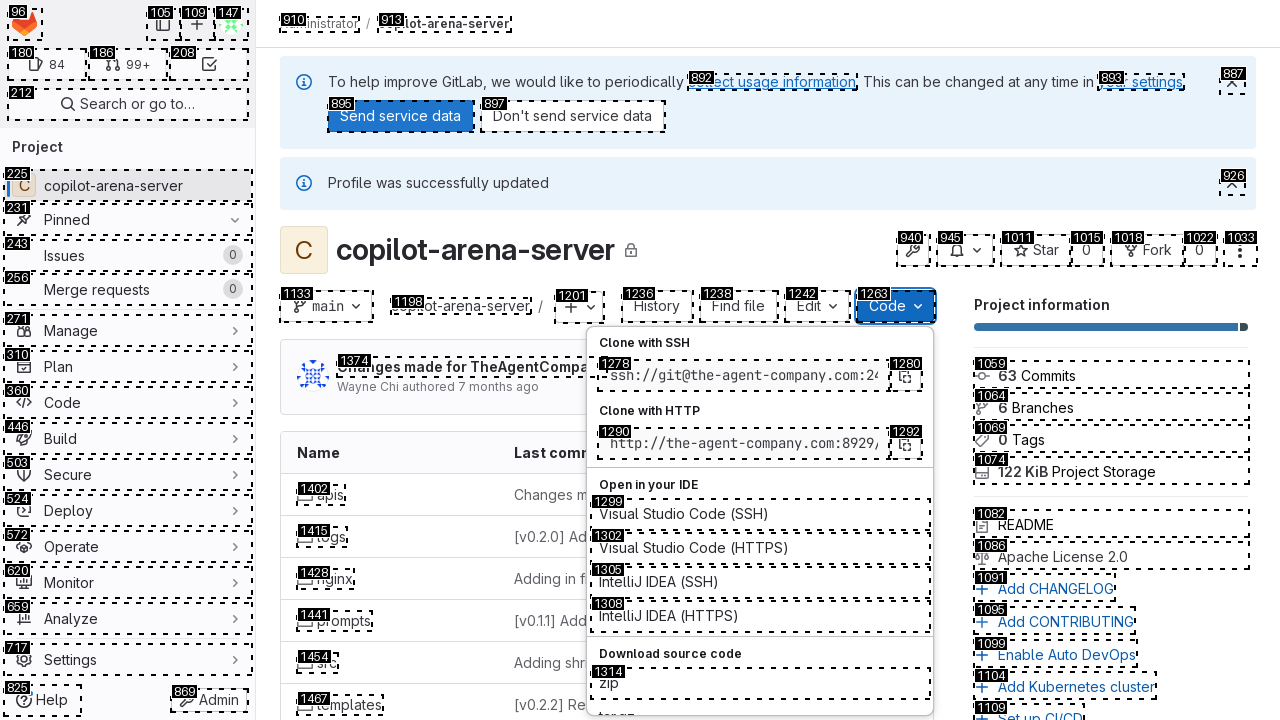 96
105
109
147
180
84
186
99+
208
212
Search or go to…
Project
225
C
copilot-arena-server
231
Pinned
243
Issues
0
256
Merge requests
0
271
Manage
310
Plan
360
Code
446
Build
503
Secure
524
Deploy
572
Operate
620
Monitor
659
Analyze
717
Settings
825
Help
869
Admin
910
Administrator
/
913
copilot-arena-server
To help improve GitLab, we would like to periodically
892
collect usage information
. This can be changed at any time in
893
your settings
887
895
Send service data
897
Don't send service data
Profile was successfully updated
926
C
copilot-arena-server
940
945
1011
Star
1015
0
1018
Fork
1022
0
1033
1133
main
1198
copilot-arena-server
/
1201
1236
History
1238
Find file
1242
Edit
1263
Code
1374
Changes made for TheAgentCompa
Wayne Chi authored 7 months ago
Name
Last comm
1402
apis
Changes m
1415
logs
[v0.2.0] Ad
1428
nginx
Adding in f
1441
prompts
[v0.1.1] Add
1454
src
Adding shr
1467
templates
[v0.2.2] Re
Clone with SSH
1278
ssh://git@the-agent-company.com:24
1280
Clone with HTTP
1290
http://the-agent-company.com:8929/
1292
Open in your IDE
1299
Visual Studio Code (SSH)
1302
Visual Studio Code (HTTPS)
1305
IntelliJ IDEA (SSH)
1308
IntelliJ IDEA (HTTPS)
Download source code
1314
zip
Project information
1059
63 Commits
1064
6 Branches
1069
0 Tags
1074
122 KiB Project Storage
1082
README
1086
Apache License 2.0
1091
Add CHANGELOG
1095
Add CONTRIBUTING
1099
Enable Auto DevOps
1104
Add Kubernetes cluster
1109
Set up CI/CD